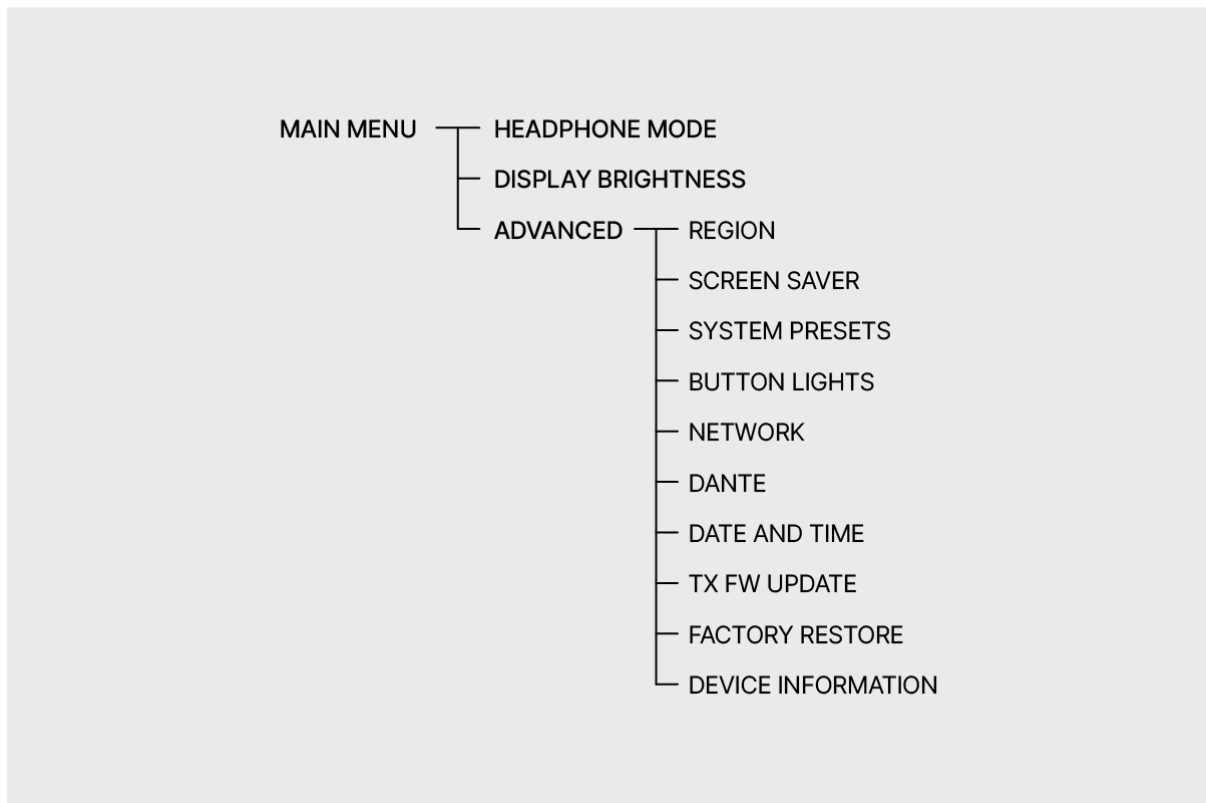 MAIN MENU HEADPHONE MODE
DISPLAY BRIGHTNESS
ADVANCED REGION
SCREEN SAVER
SYSTEM PRESETS
BUTTON LIGHTS
NETWORK
DANTE
DATE AND TIME
TX FW UPDATE
FACTORY RESTORE
DEVICE INFORMATION